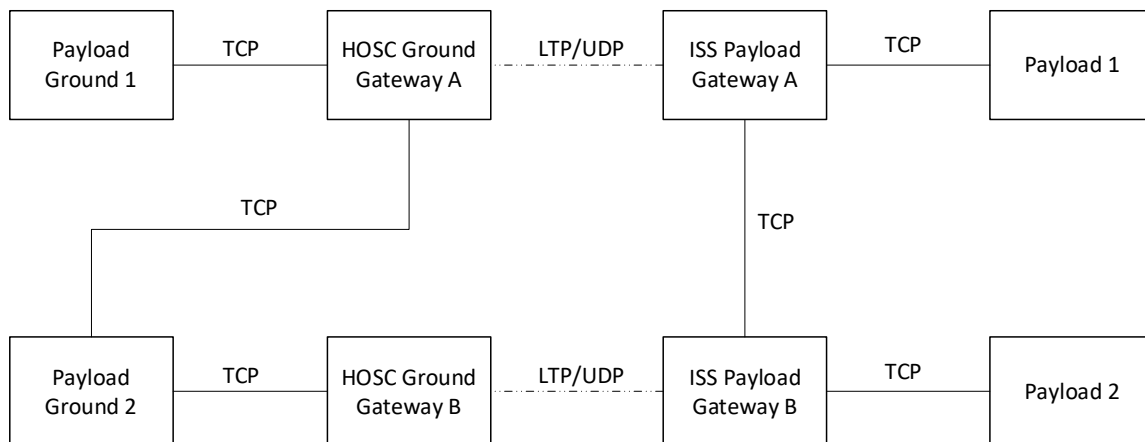 Payload
Ground 1
TCP
HOSC Ground
Gateway A
LTP/UDP
ISS Payload
Gateway A
TCP
Payload 1
TCP
TCP
Payload
Ground 2
TCP
HOSC Ground
Gateway B
LTP/UDP
ISS Payload
Gateway B
TCP
Payload 2